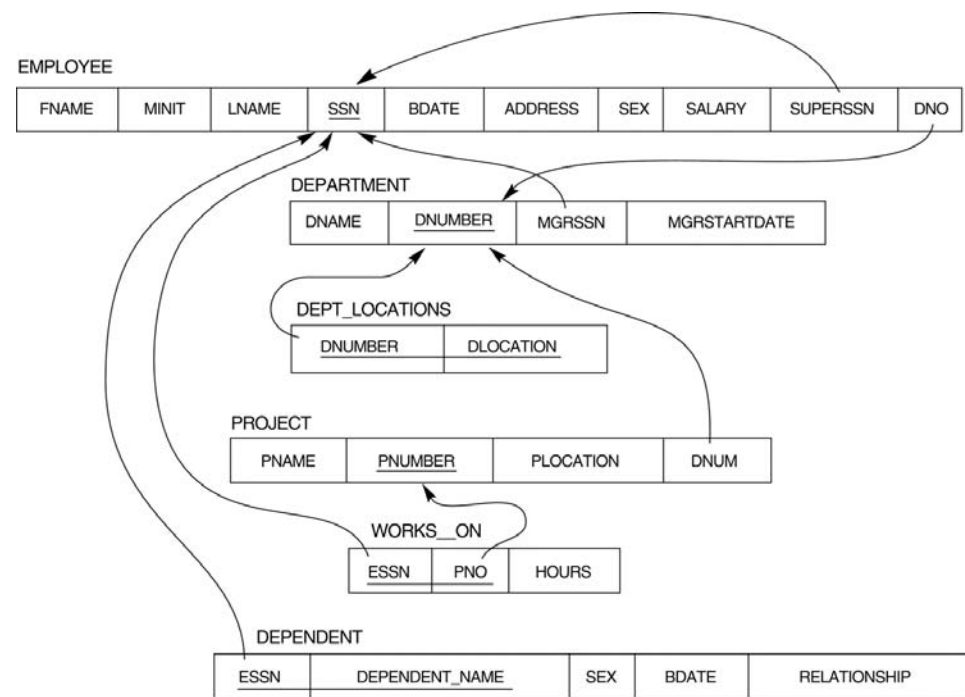 EMPLOYEE
FNAME MINIT LNAME SSN BDATE ADDRESS SEX SALARY SUPERSSN DNO
DEPARTMENT
DNAME DNUMBER MGRSSN MGRSTARTDATE
DEPT_LOCATIONS
DNUMBER DLOCATION
PROJECT
PNAME PNUMBER PLOCATION DNUM
WORKS__ON
ESSN PNO HOURS
DEPENDENT
ESSN DEPENDENT_NAME SEX BDATE RELATIONSHIP